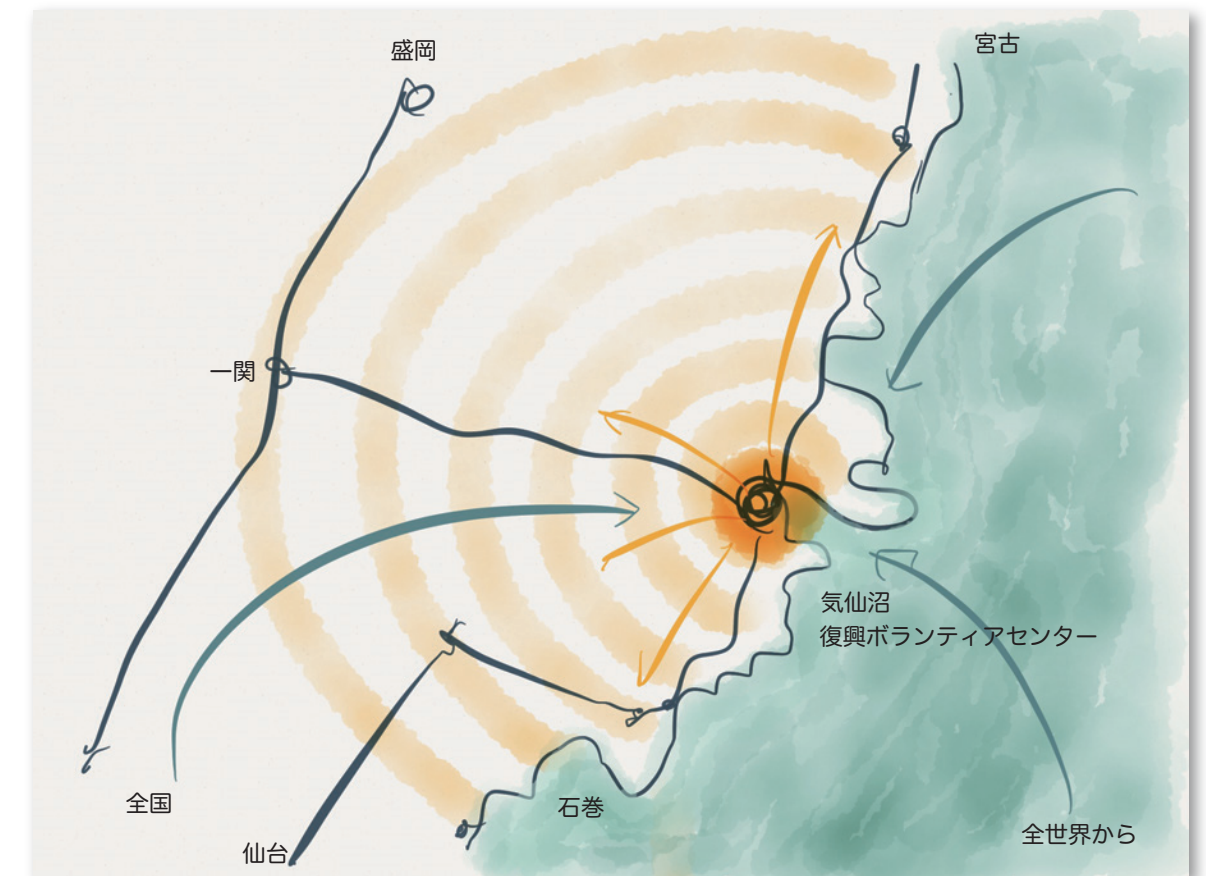 盛岡
宮古
一関
気仙沼
復興ボランティアセンター
全国
石巻
全世界から
仙台